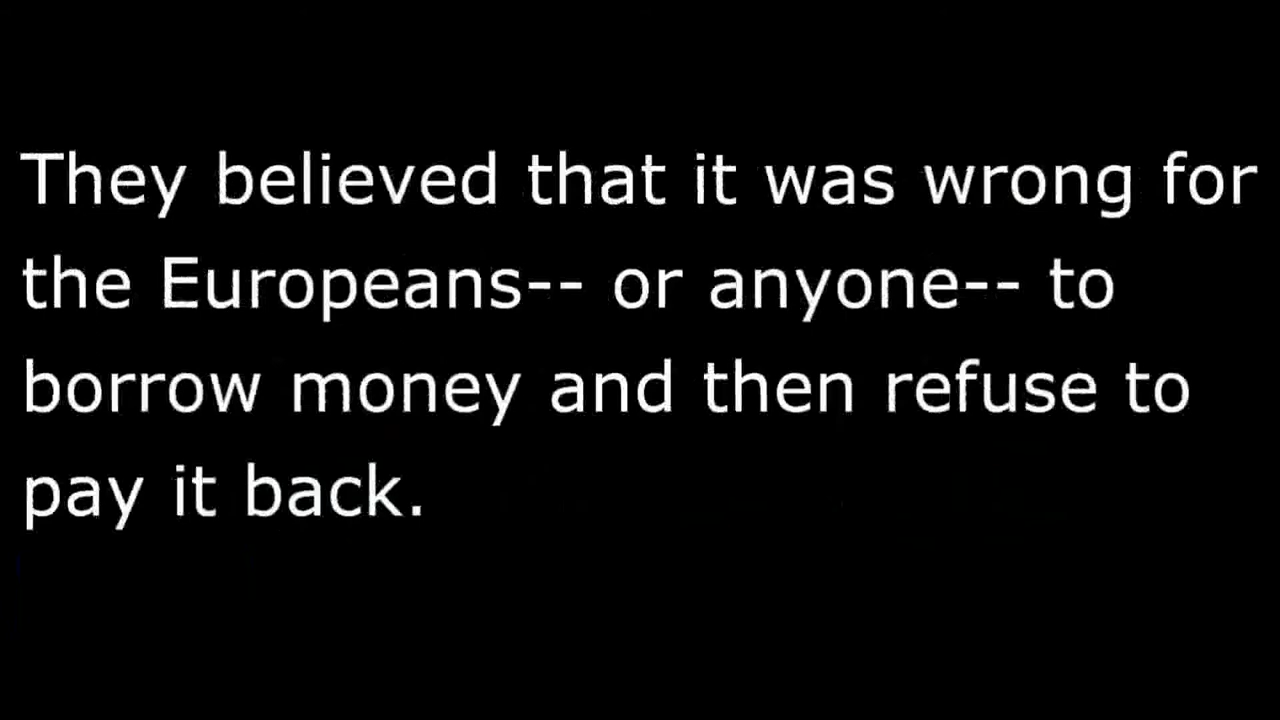 They believed that it was wrong for
the Europeans-- or anyone-- to
borrow money and then refuse to
pay it back.